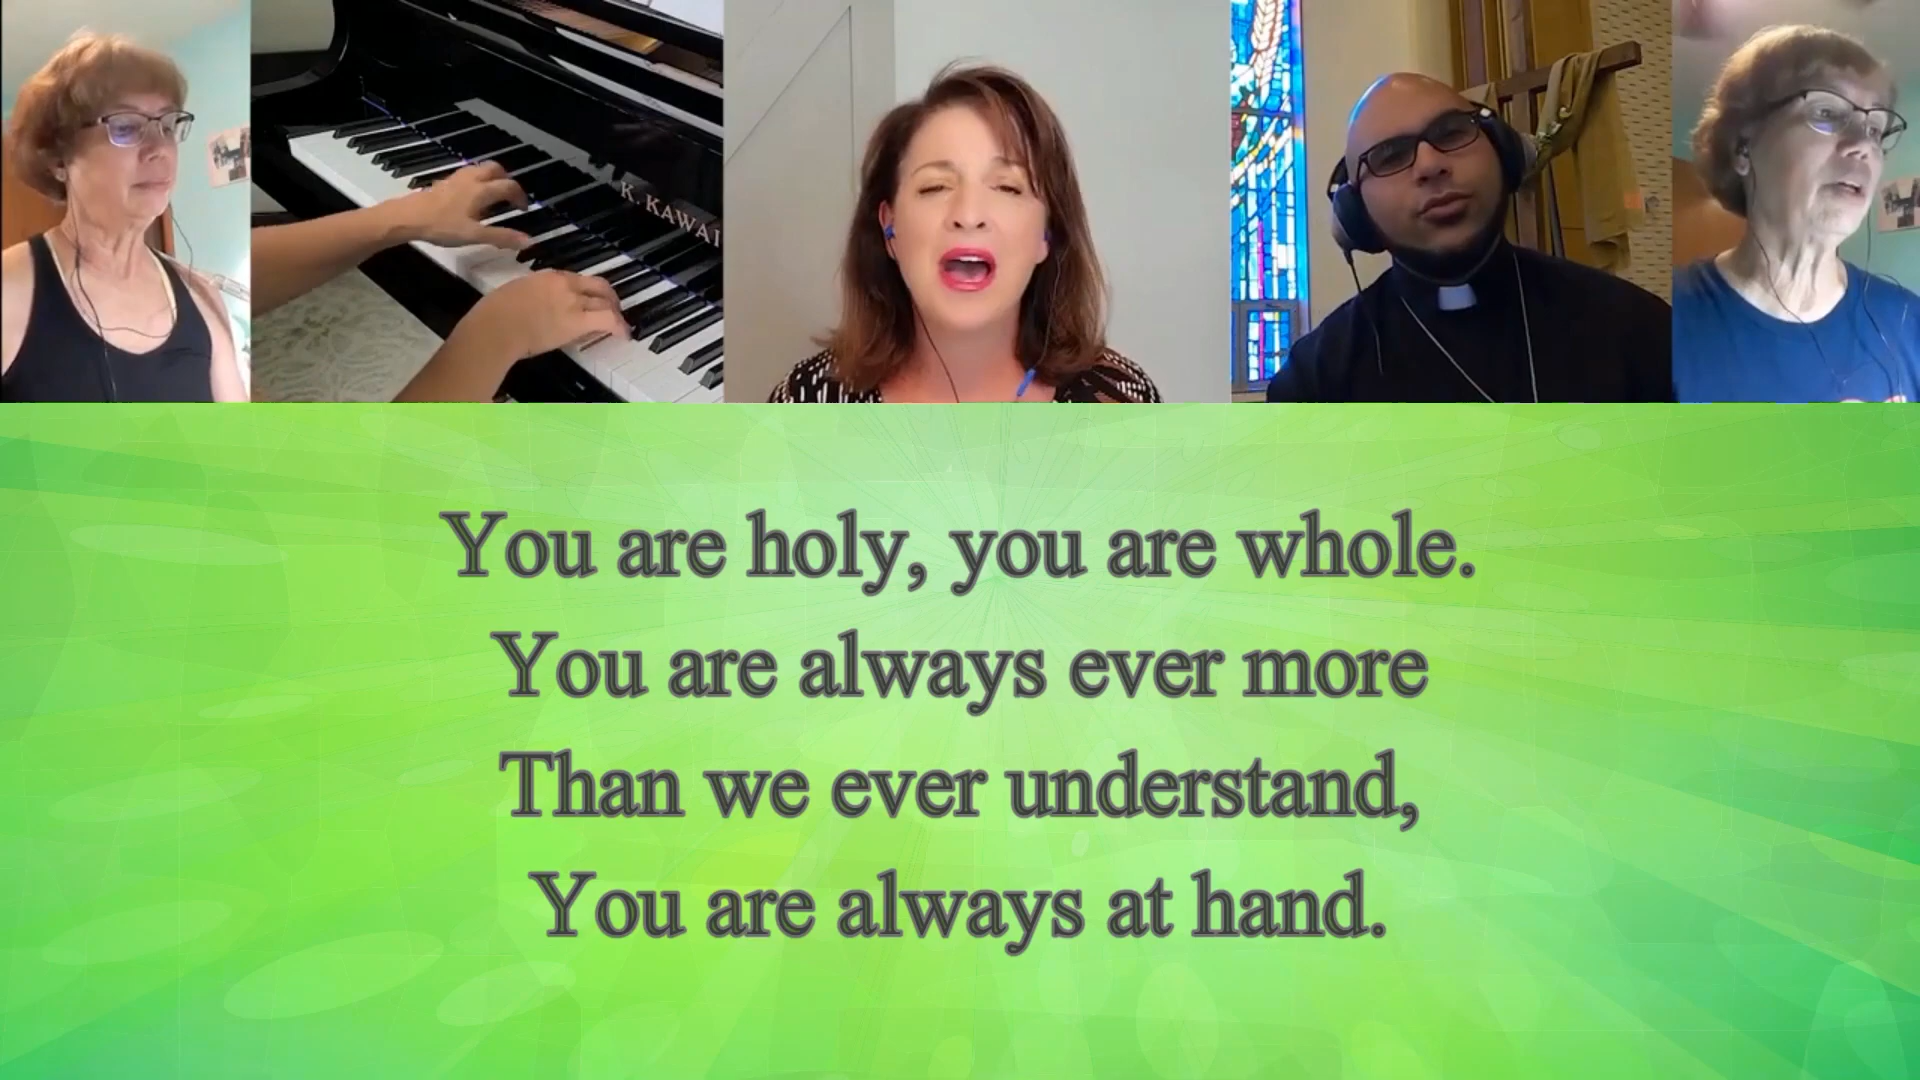 K. KAWAI
You are holy, you are whole.
You are always ever more
Than we ever understand,
You are always at hand.